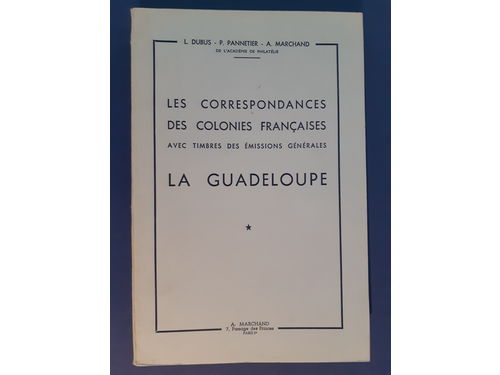 L. DUBUS - P. PANNETIER - A. MARCHAND
DE L'ACADÉMIE DE PHILATÉLIE
LES CORRESPONDANCES
DES COLONIES FRANÇAISES
AVEC TIMBRES DES ÉMISSIONS GÉNÉRALES
LA GUADELOUPE
A. MARCHAND
7, Passage des Princes
PARIS 2e